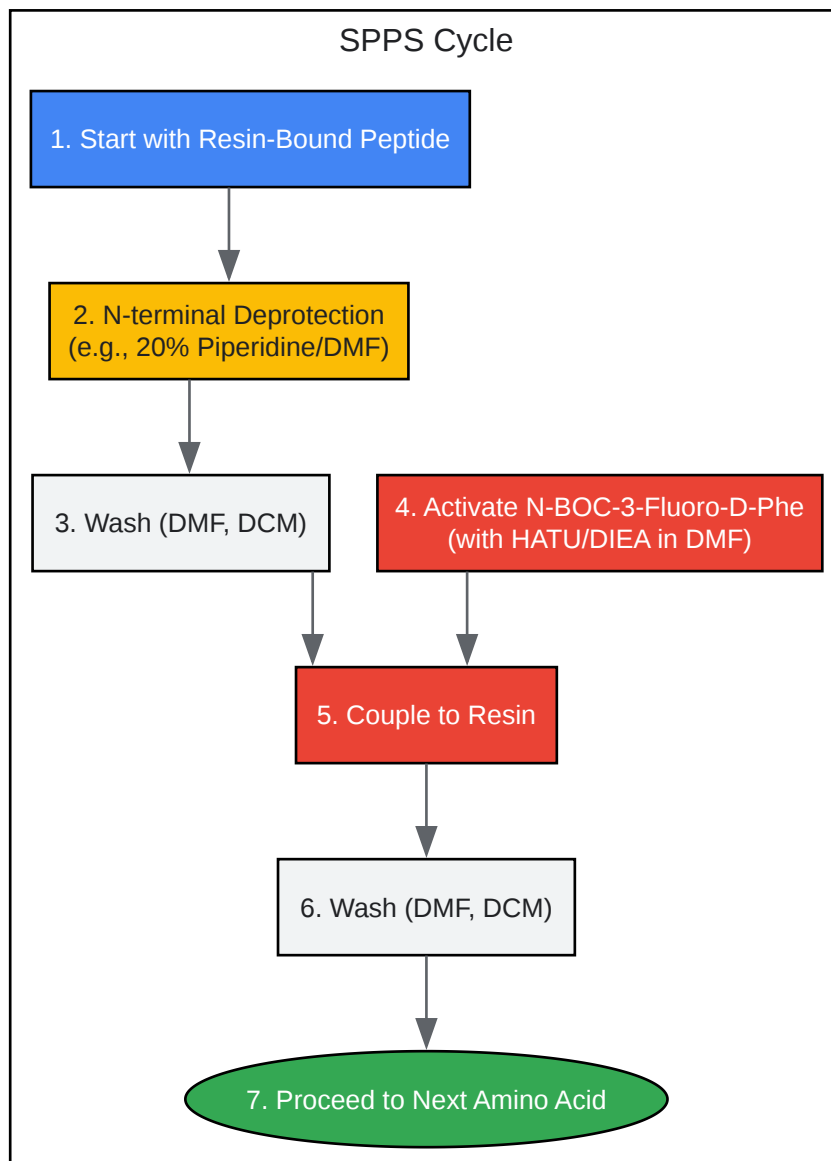 SPPS Cycle
1. Start with Resin-Bound Peptide
2. N-terminal Deprotection
(e.g., 20% Piperidine/DMF)
3. Wash (DMF, DCM)
4. Activate N-BOC-3-Fluoro-D-Phe
(with HATU/DIEA in DMF)
5. Couple to Resin
6. Wash (DMF, DCM)
7. Proceed to Next Amino Acid